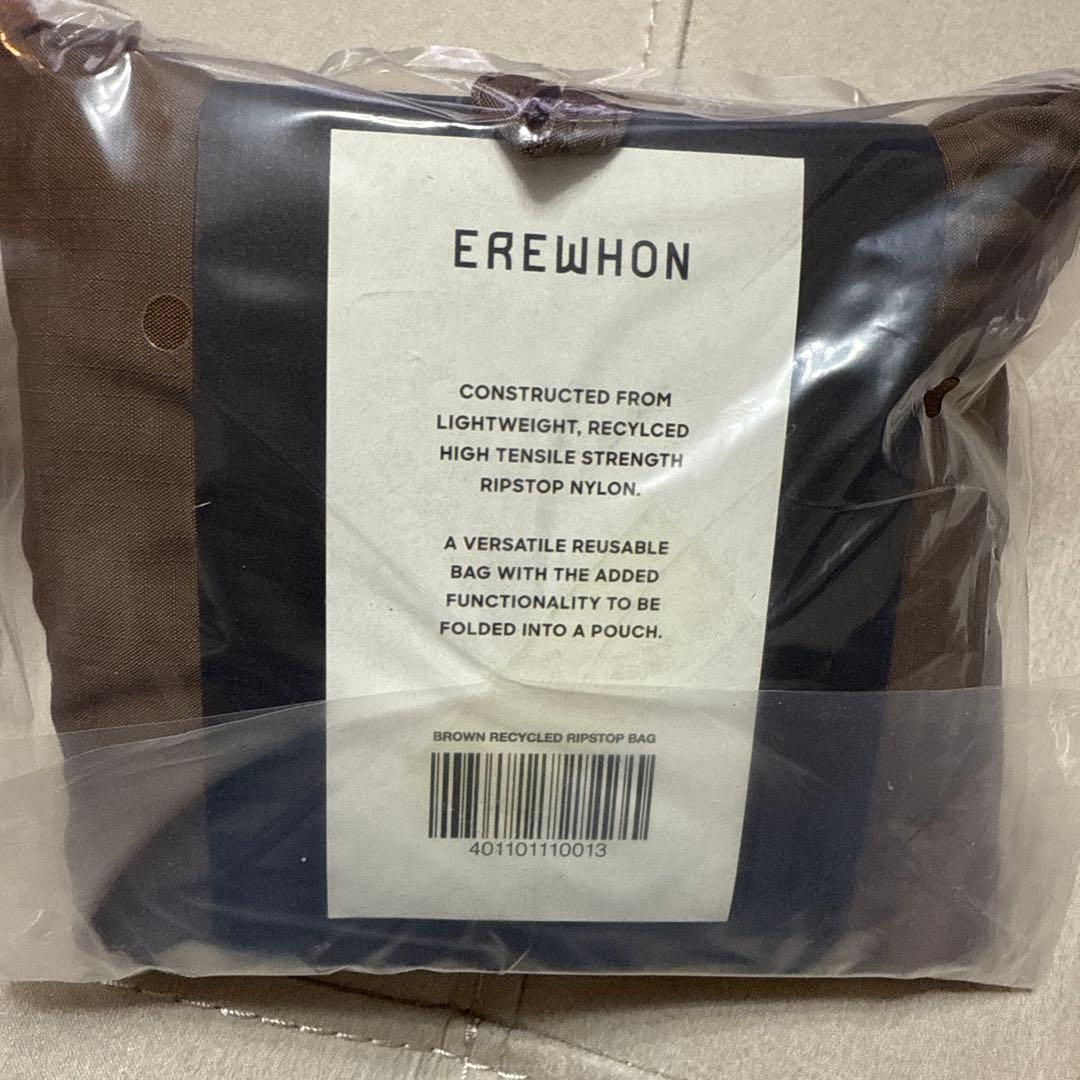 EREWHON
CONSTRUCTED FROM
LIGHTWEIGHT, RECYLCED
HIGH TENSILE STRENGTH
RIPSTOP NYLON.
A VERSATILE REUSABLE
BAG WITH THE ADDED
FUNCTIONALITY TO BE
FOLDED INTO A POUCH.
BROWN RECYCLED RIPSTOP BAG
401101110013